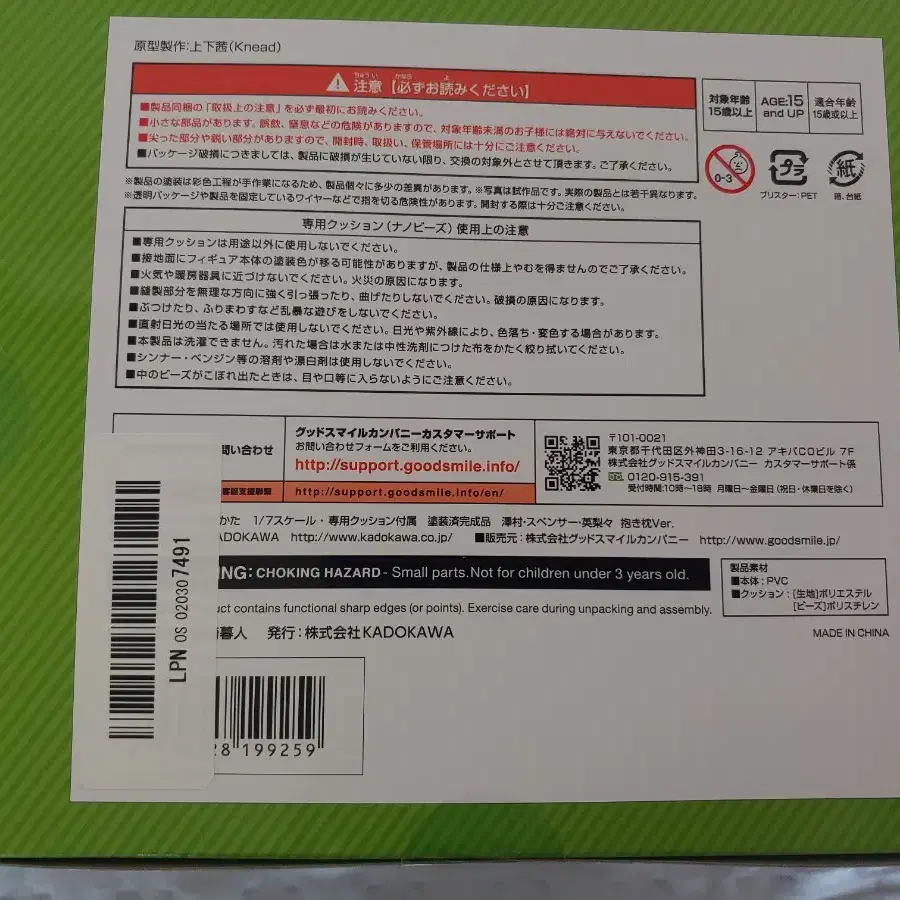 原型製作:上下茜(Knead)
注意【必ずお読みください】
■製品同梱の「取扱上の注意」を必ず最初にお読みください。
■小さな部品があります。誤飲、窒息などの危険がありますので、対象年齢未満のお子様には絶対に与えないでください。
■尖った部分や鋭い部分がありますので、開封時、取扱い、保管場所には十分にご注意ください。
■パッケージ破損につきましては、製品に破損が生じていない限り、交換の対象外とさせて頂きます。ご了承ください。
対象年齢 15歳以上
AGE:15 and UP
適合年齢 15歳或以上
0-3
プラ
ブリスター:PET
紙
箱、台紙
※製品の塗装は彩色工程が手作業になるため、製品個々に多少の差異があります。※写真は試作品です。実際の製品とは若干異なります。
※透明パッケージや製品を固定しているワイヤーなどで指を切る危険性があります。開封する際は十分ご注意ください。
専用クッション(ナノビーズ)使用上の注意
■専用クッションは用途以外に使用しないでください。
■接地面にフィギュア本体の塗装色が移る可能性がありますが、製品の仕様上やむを得ませんのでご了承ください。
■火気や暖房器具に近づけないでください。火災の原因になります。
■縫製部分を無理な方向に強く引っ張ったり、曲げたりしないでください。破損の原因になります。
■ぶつけたり、ふりまわすなど乱暴な遊びをしないでください。
■直射日光の当たる場所では使用しないでください。日光や紫外線により、色落ち・変色する場合があります。
■本製品は洗濯できません。汚れた場合は水または中性洗剤につけた布をかたく絞り拭いてください。
■シンナー・ベンジン等の溶剤や漂白剤は使用しないでください。
■中のビーズがこぼれ出たときは、目や口等に入らないようにご注意ください。
問い合わせ
グッドスマイルカンパニーカスタマーサポート
お問い合わせフォームをご利用ください。
http://support.goodsmile.info/
客服支援聯繫
http://support.goodsmile.info/en/
〒101-0021
東京都千代田区外神田3-16-12 アキバCOビル 7F
株式会社グッドスマイルカンパニー カスタマーサポート係
0120-915-391
受付時間:10時~18時 月曜日~金曜日(祝日・休業日を除く)
かた 1/7スケール・専用クッション付属 塗装済完成品 澤村・スペンサー・英梨々 抱き枕Ver.
ADOKAWA http://www.kadokawa.co.jp/ ■販売元:株式会社グッドスマイルカンパニー http://www.goodsmile.jp/
NG: CHOKING HAZARD - Small parts.Not for children under 3 years old.
uct contains functional sharp edges (or points). Exercise care during unpacking and assembly.
製品素材
■本体:PVC
■クッション:[生地]ポリエステル
[ビーズ]ポリスチレン
暮人 発行:株式会社KADOKAWA
MADE IN CHINA
LPN OS 020307491
28 199259